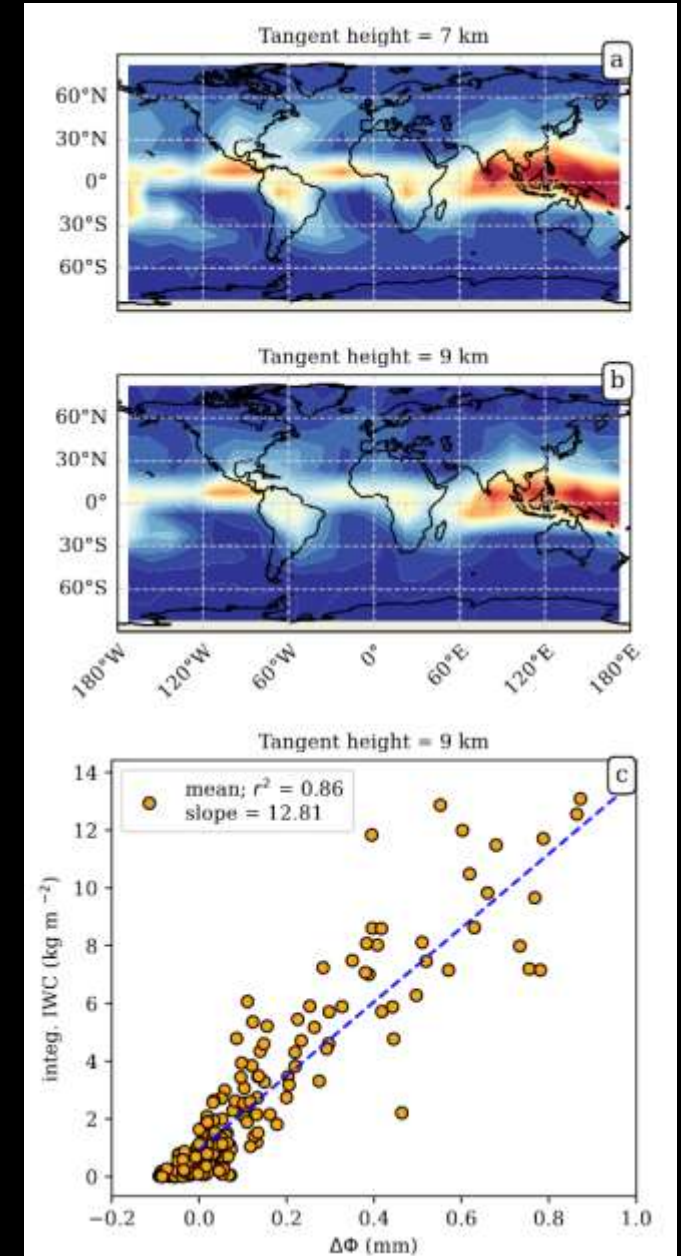 Tangent height = 7 km
a
60°N
30°N
0°
30°S
60°S
Tangent height = 9 km
b
60°N
30°N
0°
30°S
60°S
180°W 120°W 60°W 0° 60°E 120°E 180°E
Tangent height = 9 km
c
mean; r² = 0.86
slope = 12.81
integ. IWC (kg m⁻²)
14
12
10
8
6
4
2
0
−0.2 0.0 0.2 0.4 0.6 0.8 1.0
ΔΦ (mm)